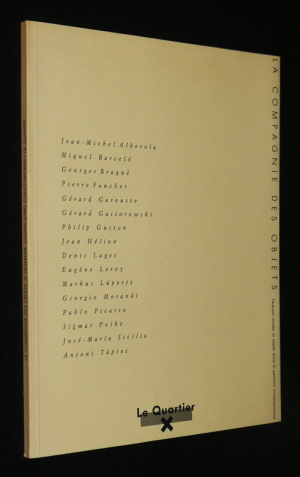 Jean-Michel Alberola
Miquel Barceló
Georges Braque
Pierre Faucher
Gérard Garouste
Gérard Gasiorowski
Philip Guston
Jean Hélion
Denis Laget
Eugène Leroy
Markus Lüpertz
Giorgio Morandi
Pablo Picasso
Sigmar Polke
José-Maria Sicilia
Antoni Tàpies
Le Quartier
LA COMPAGNIE DES OBJETS